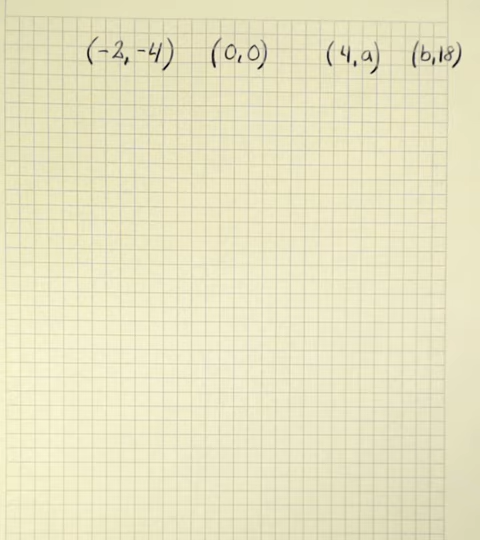 (-2, -4) (0,0) (4,a) (b,18)